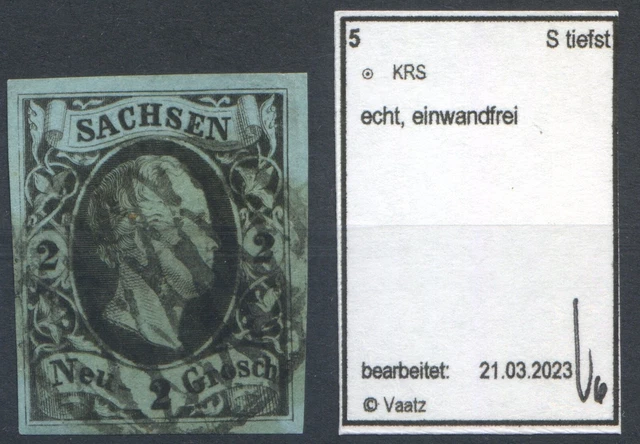 SACHSEN
2 2
Neu 2 Grosch
5 S tiefst
KRS
echt, einwandfrei
bearbeitet: 21.03.2023
© Vaatz